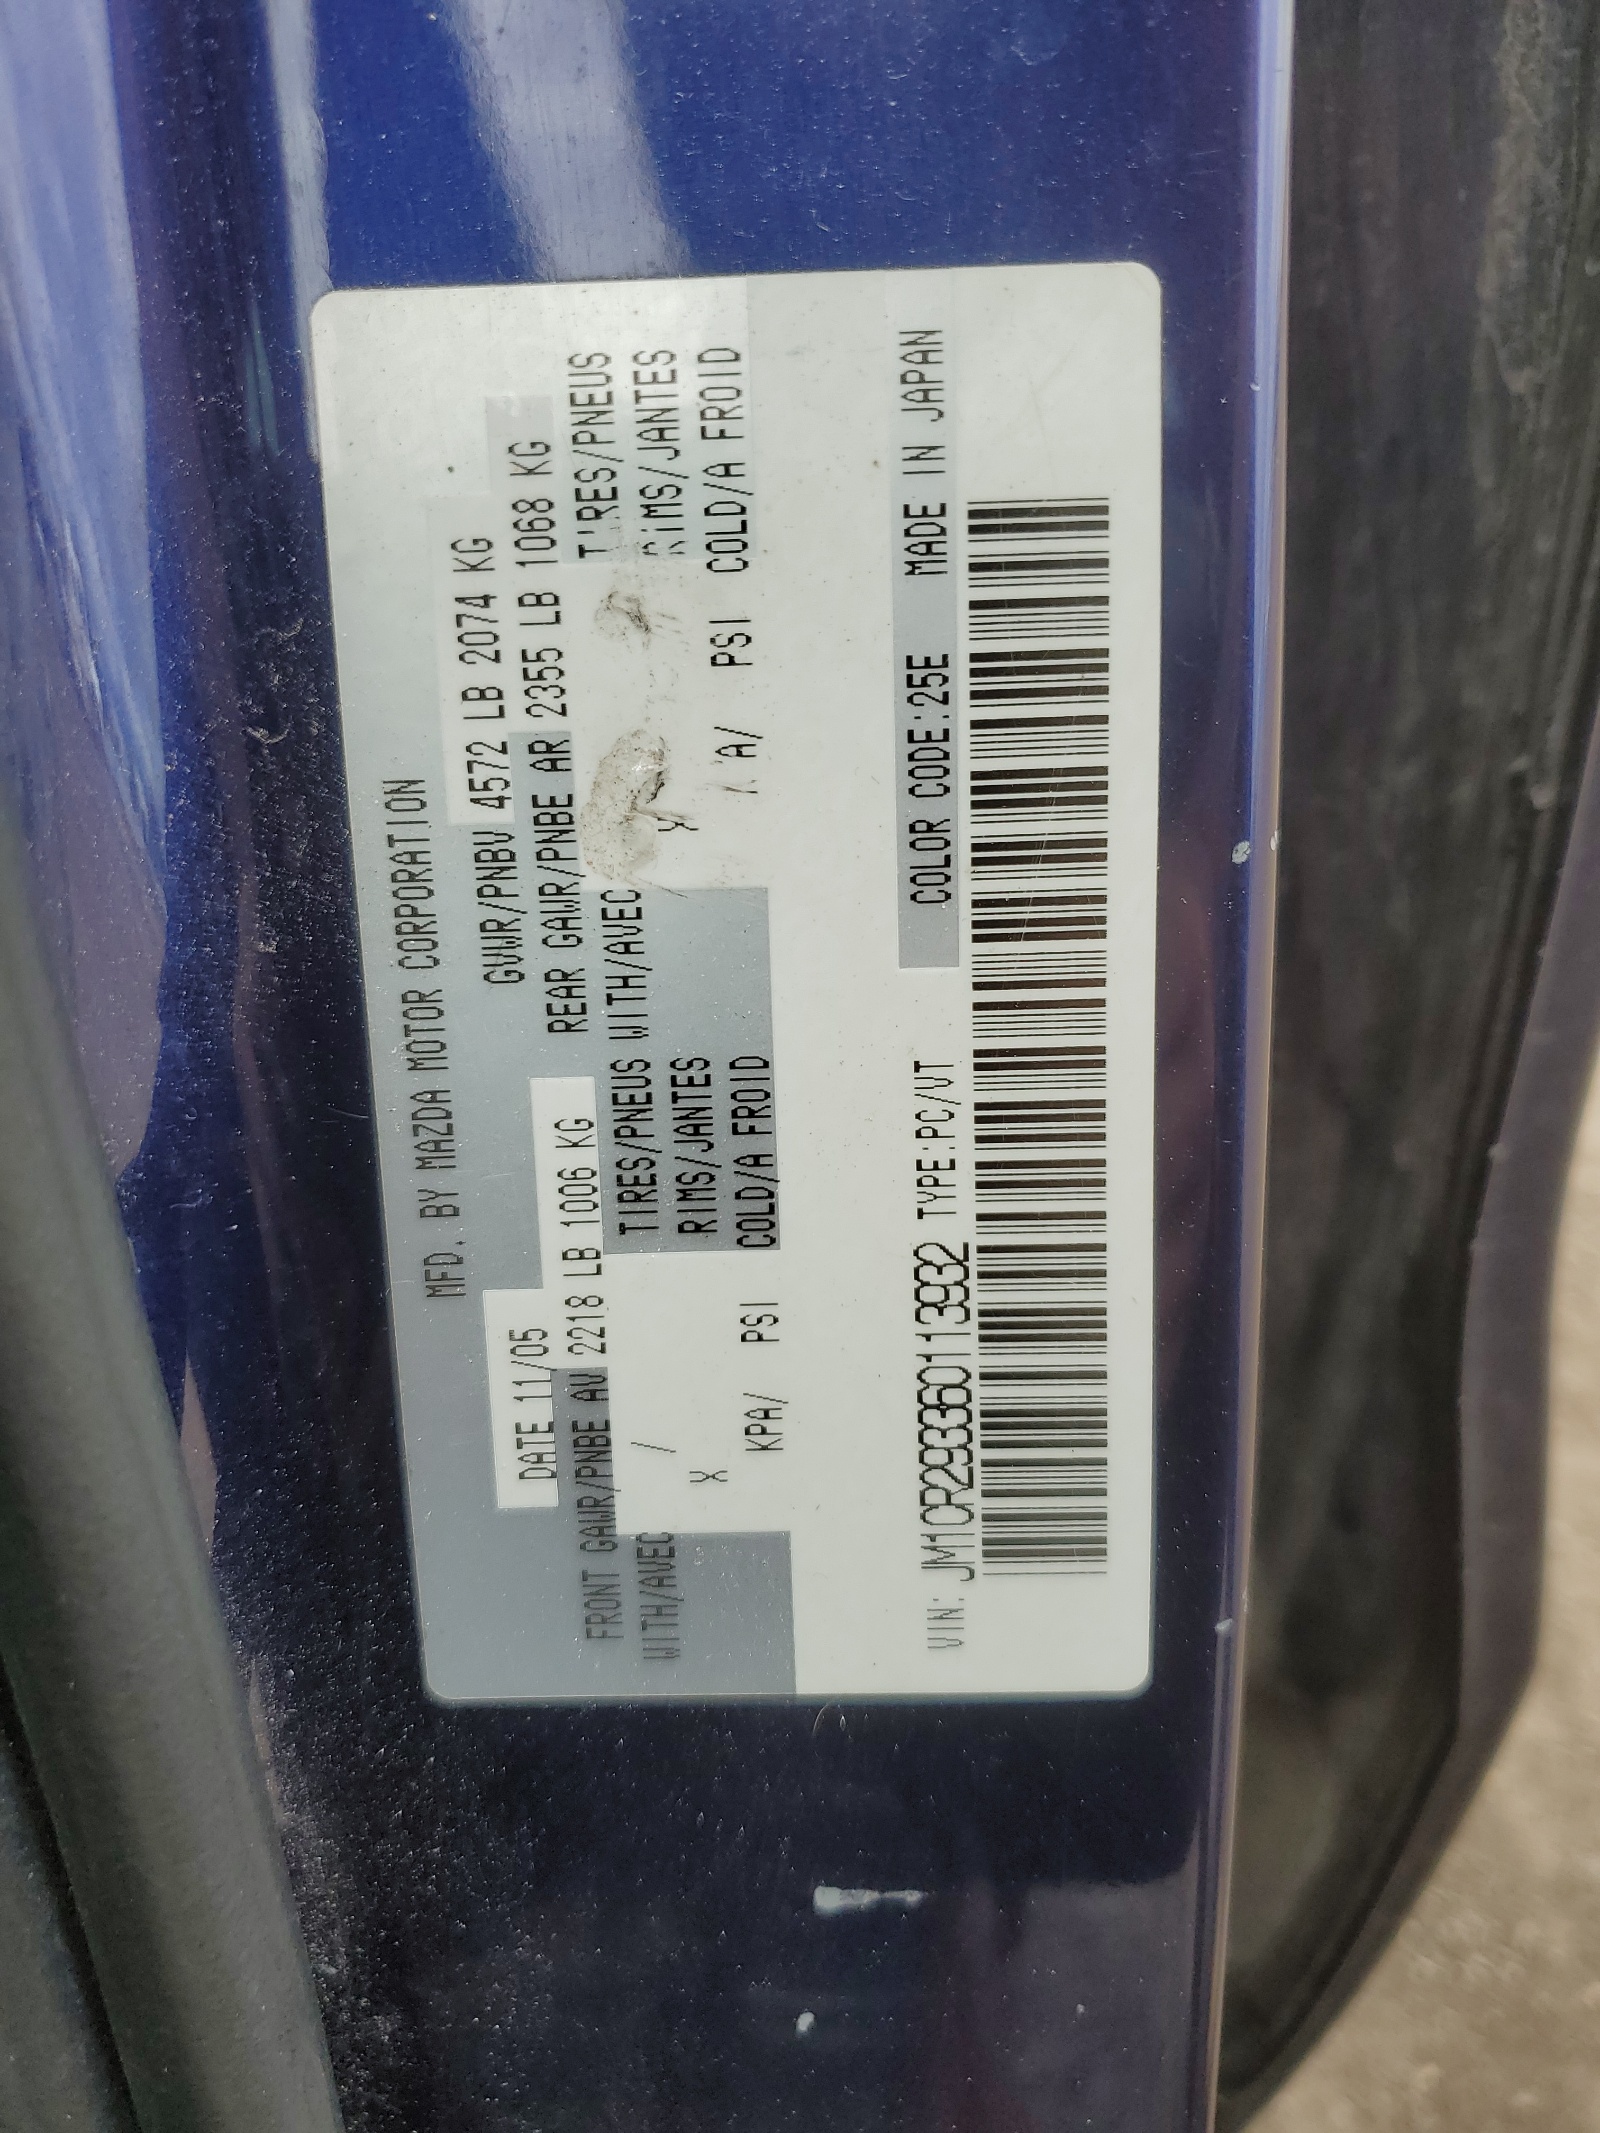 MFD. BY MAZDA MOTOR CORPORATION
DATE 11/05 GVWR/PNBV 4572 LB 2074 KG
FRONT GAWR/PNBE AV 2218 LB 1006 KG REAR GAWR/PNBE AR 2355 LB 1068 KG
WITH/AVEC / TIRES/PNEUS WITH/AVEC TIRES/PNEUS
X RIMS/JANTES X RIMS/JANTES
KPA/ PSI COLD/A FROID A/ PSI COLD/A FROID
COLOR CODE:25E MADE IN JAPAN
VIN: JM1CR293360113932 TYPE:PC/VT